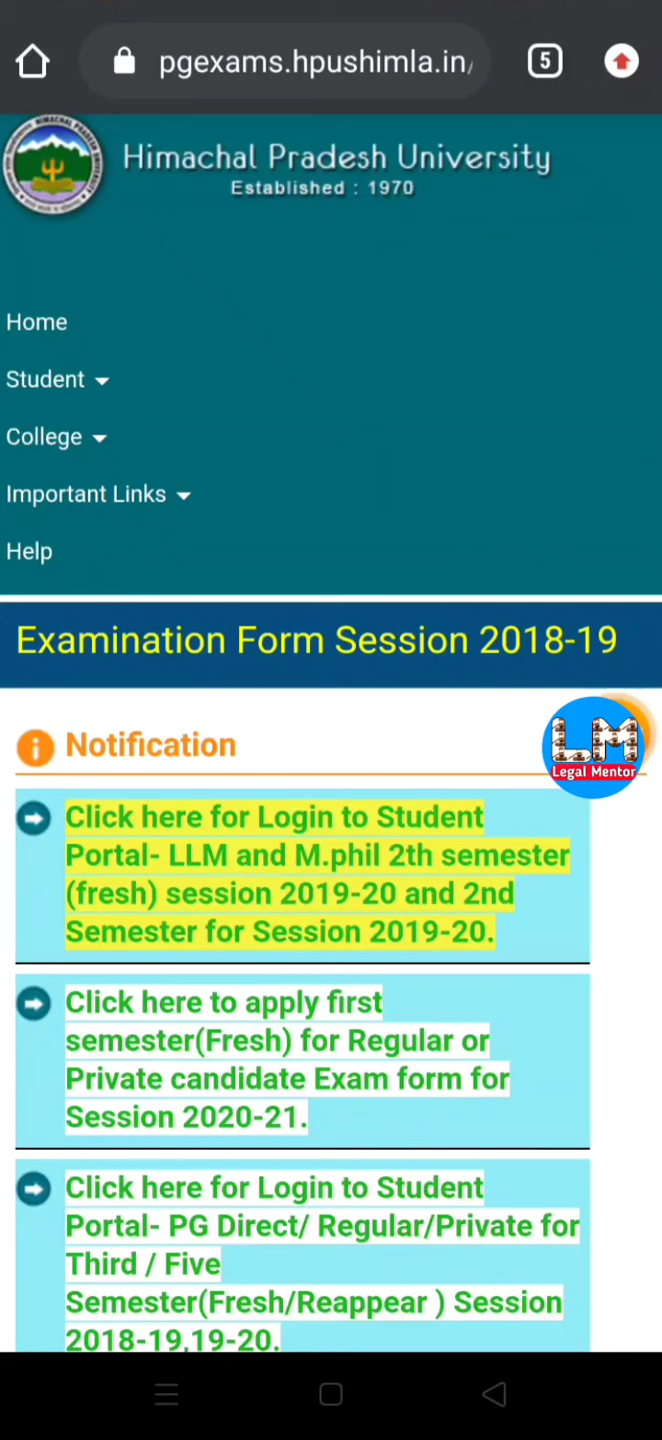 pgexams.hpushimla.in/
5
Himachal Pradesh University
Established : 1970
Home
Student
College
Important Links
Help
Examination Form Session 2018-19
Notification
LM
Legal Mentor
Click here for Login to Student
Portal- LLM and M.phil 2th semester
(fresh) session 2019-20 and 2nd
Semester for Session 2019-20.
Click here to apply first
semester(Fresh) for Regular or
Private candidate Exam form for
Session 2020-21.
Click here for Login to Student
Portal- PG Direct/ Regular/Private for
Third / Five
Semester(Fresh/Reappear ) Session
2018-19,19-20.